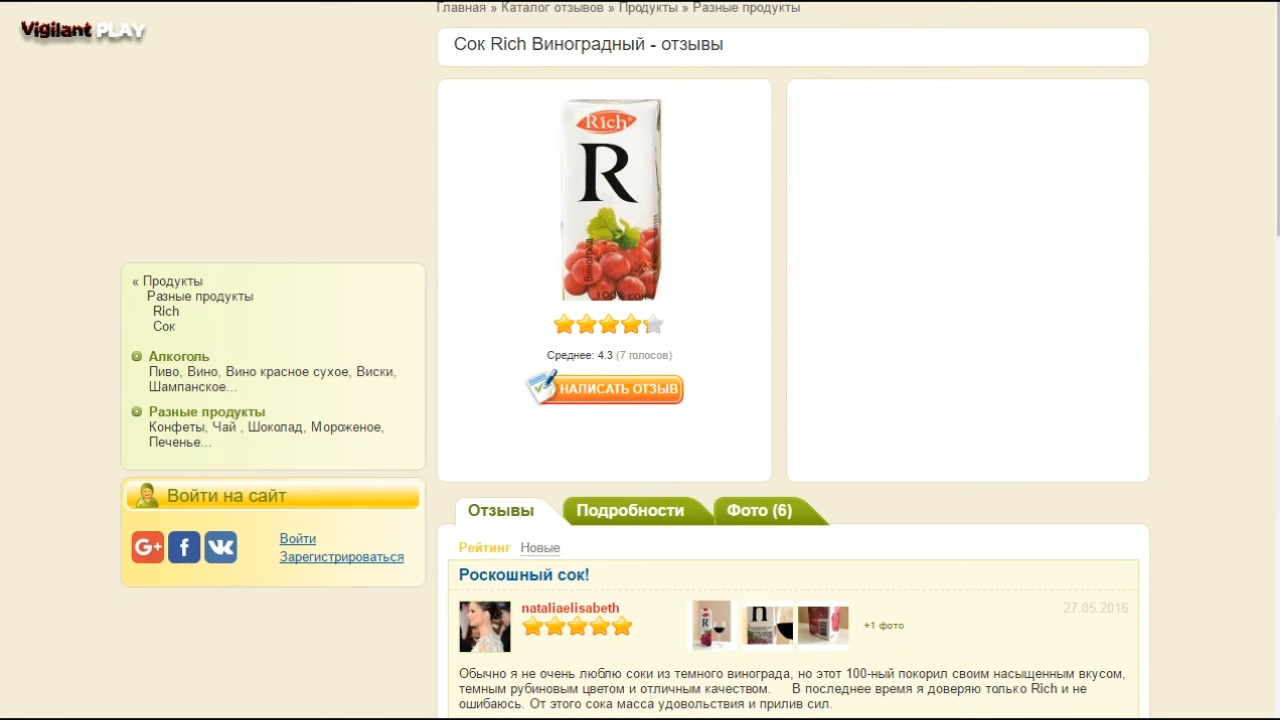 Главная » Каталог отзывов » Продукты » Разные продукты
Vigilant PLAY
Сок Rich Виноградный - отзывы
Rich
R
Виноград
100% сок
Среднее: 4.3 (7 голосов)
НАПИСАТЬ ОТЗЫВ
« Продукты
Разные продукты
Rich
Сок
Алкоголь
Пиво, Вино, Вино красное сухое, Виски,
Шампанское...
Разные продукты
Конфеты, Чай , Шоколад, Мороженое,
Печенье...
Войти на сайт
G+ f
Войти
Зарегистрироваться
Отзывы Подробности Фото (6)
Рейтинг Новые
Роскошный сок!
nataliaelisabeth
27.05.2016
+1 фото
Обычно я не очень люблю соки из темного винограда, но этот 100-ный покорил своим насыщенным вкусом,
темным рубиновым цветом и отличным качеством. В последнее время я доверяю только Rich и не
ошибаюсь. От этого сока масса удовольствия и прилив сил.